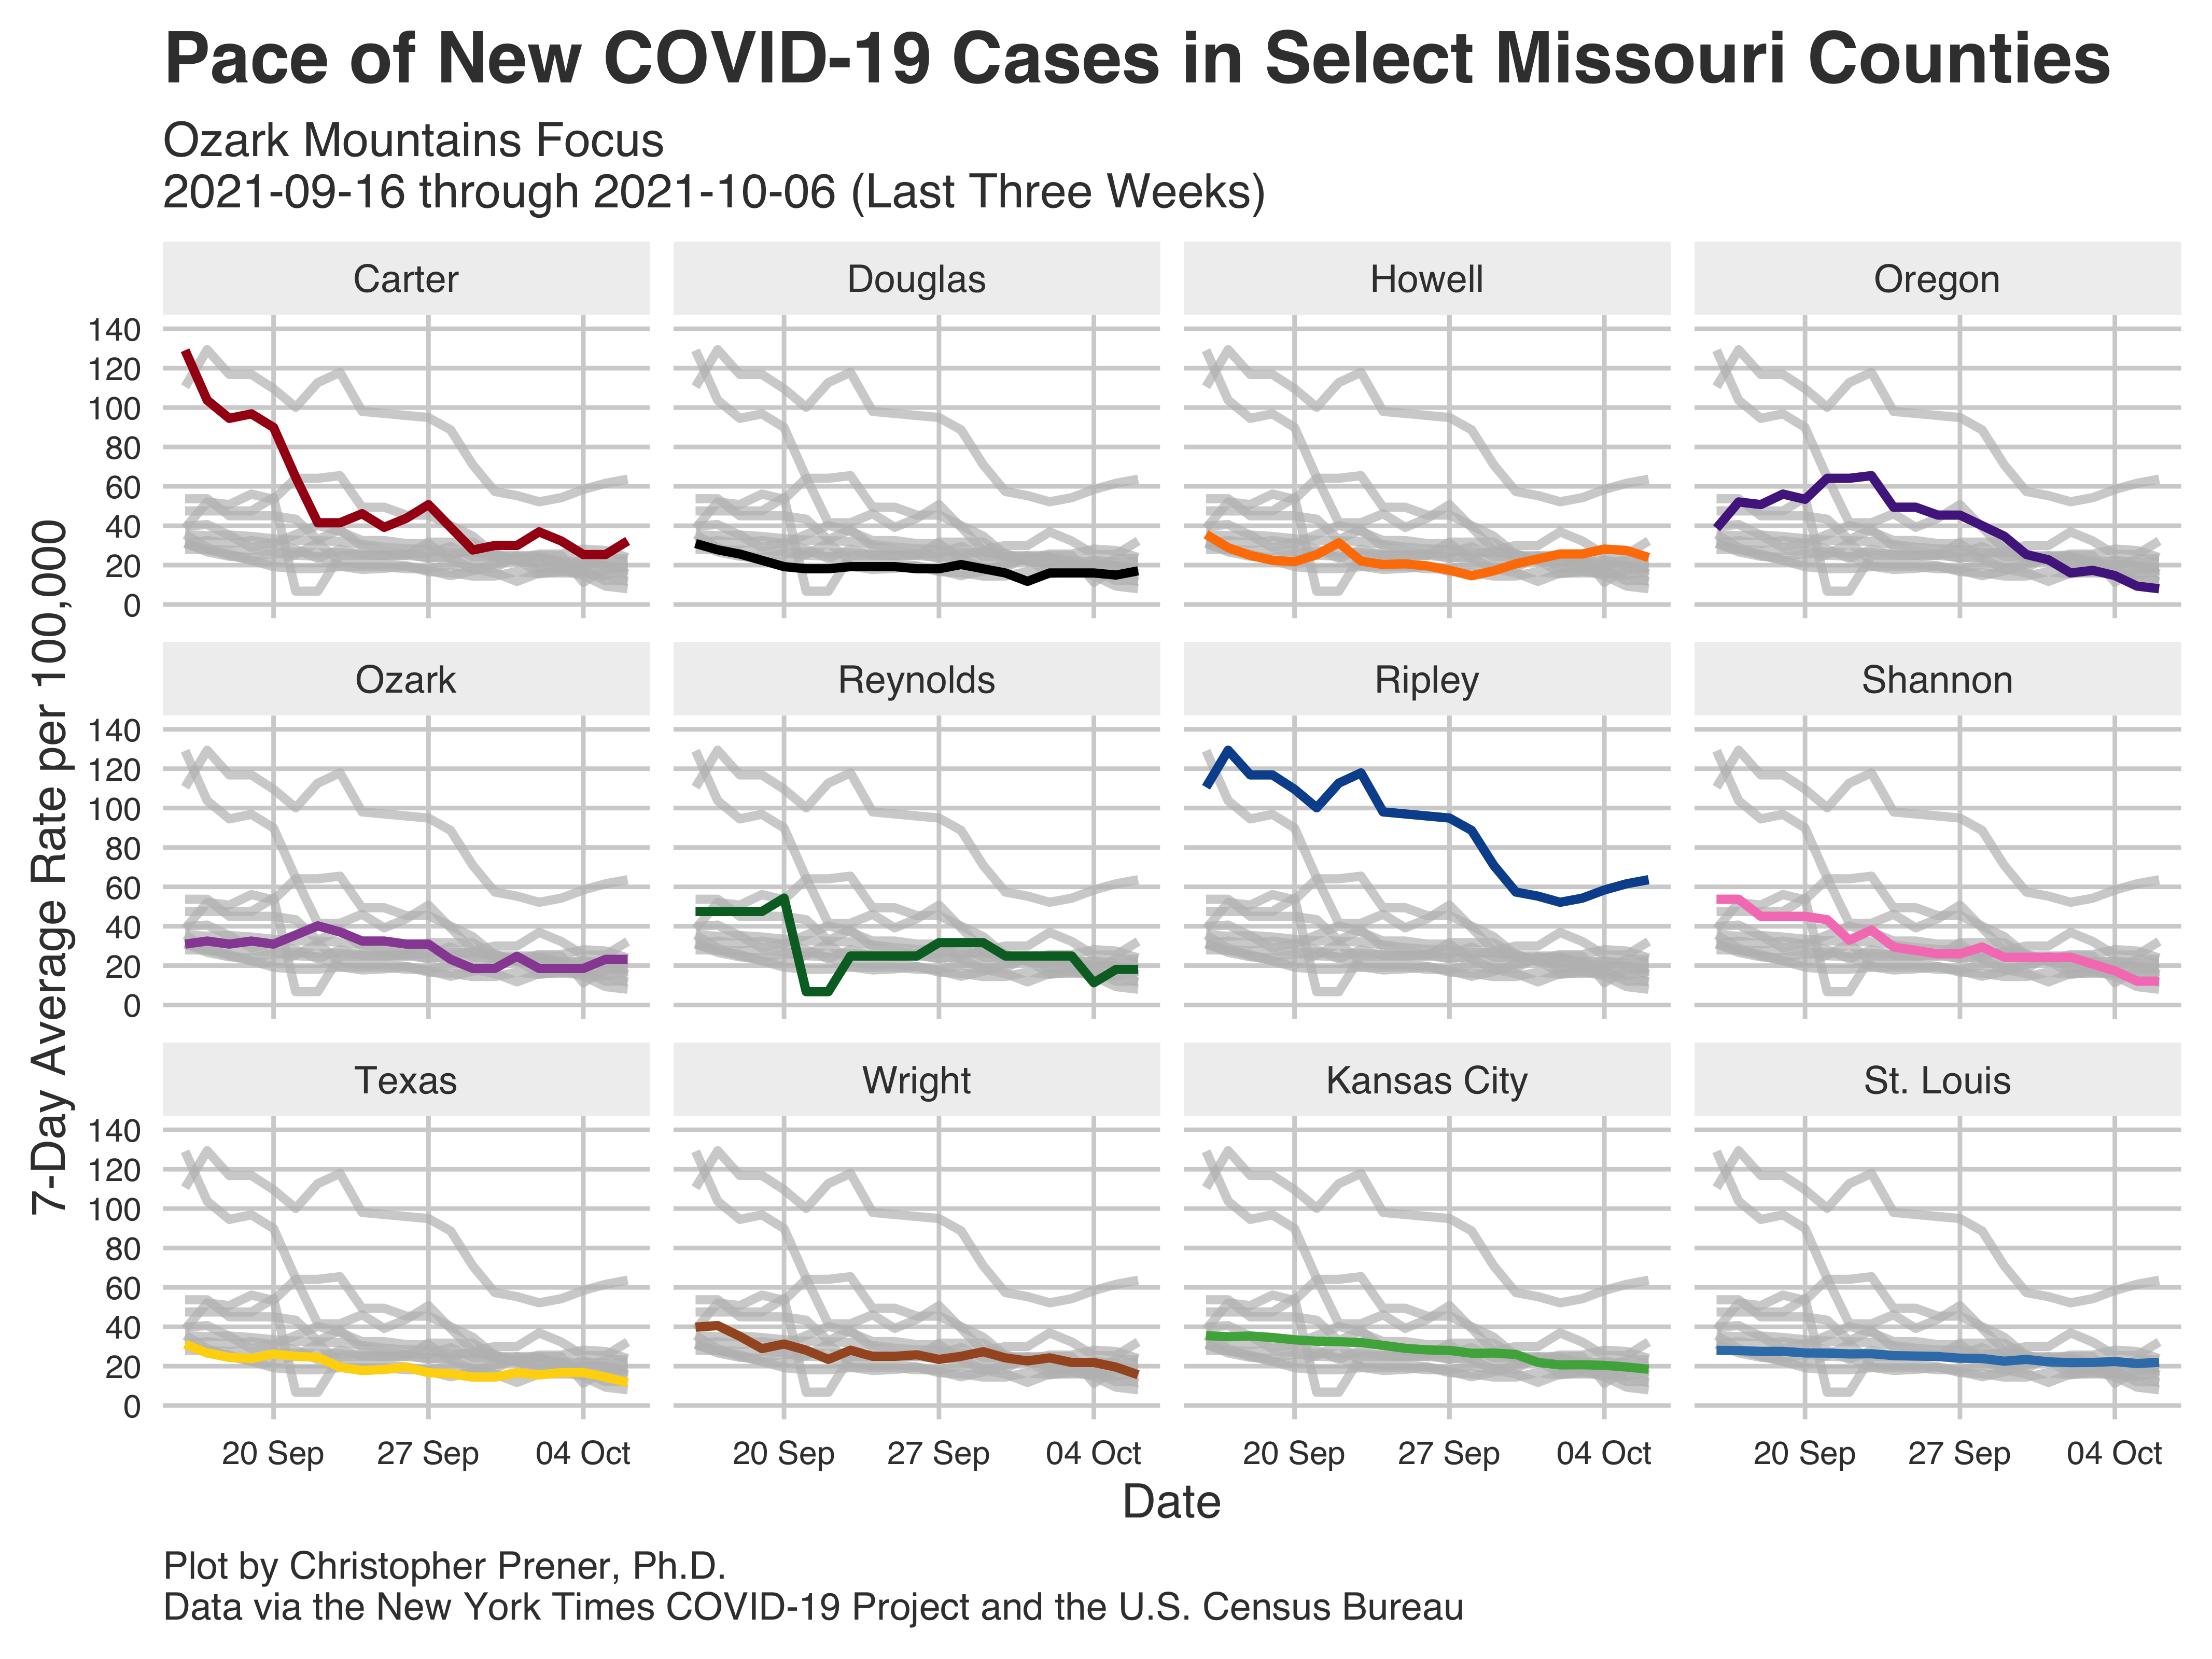 Pace of New COVID-19 Cases in Select Missouri Counties
Ozark Mountains Focus
2021-09-16 through 2021-10-06 (Last Three Weeks)
7-Day Average Rate per 100,000
Carter
Douglas
Howell
Oregon
140
120
100
80
60
40
20
0
Ozark
Reynolds
Ripley
Shannon
140
120
100
80
60
40
20
0
Texas
Wright
Kansas City
St. Louis
140
120
100
80
60
40
20
0
20 Sep 27 Sep 04 Oct
20 Sep 27 Sep 04 Oct
20 Sep 27 Sep 04 Oct
20 Sep 27 Sep 04 Oct
Date
Plot by Christopher Prener, Ph.D.
Data via the New York Times COVID-19 Project and the U.S. Census Bureau